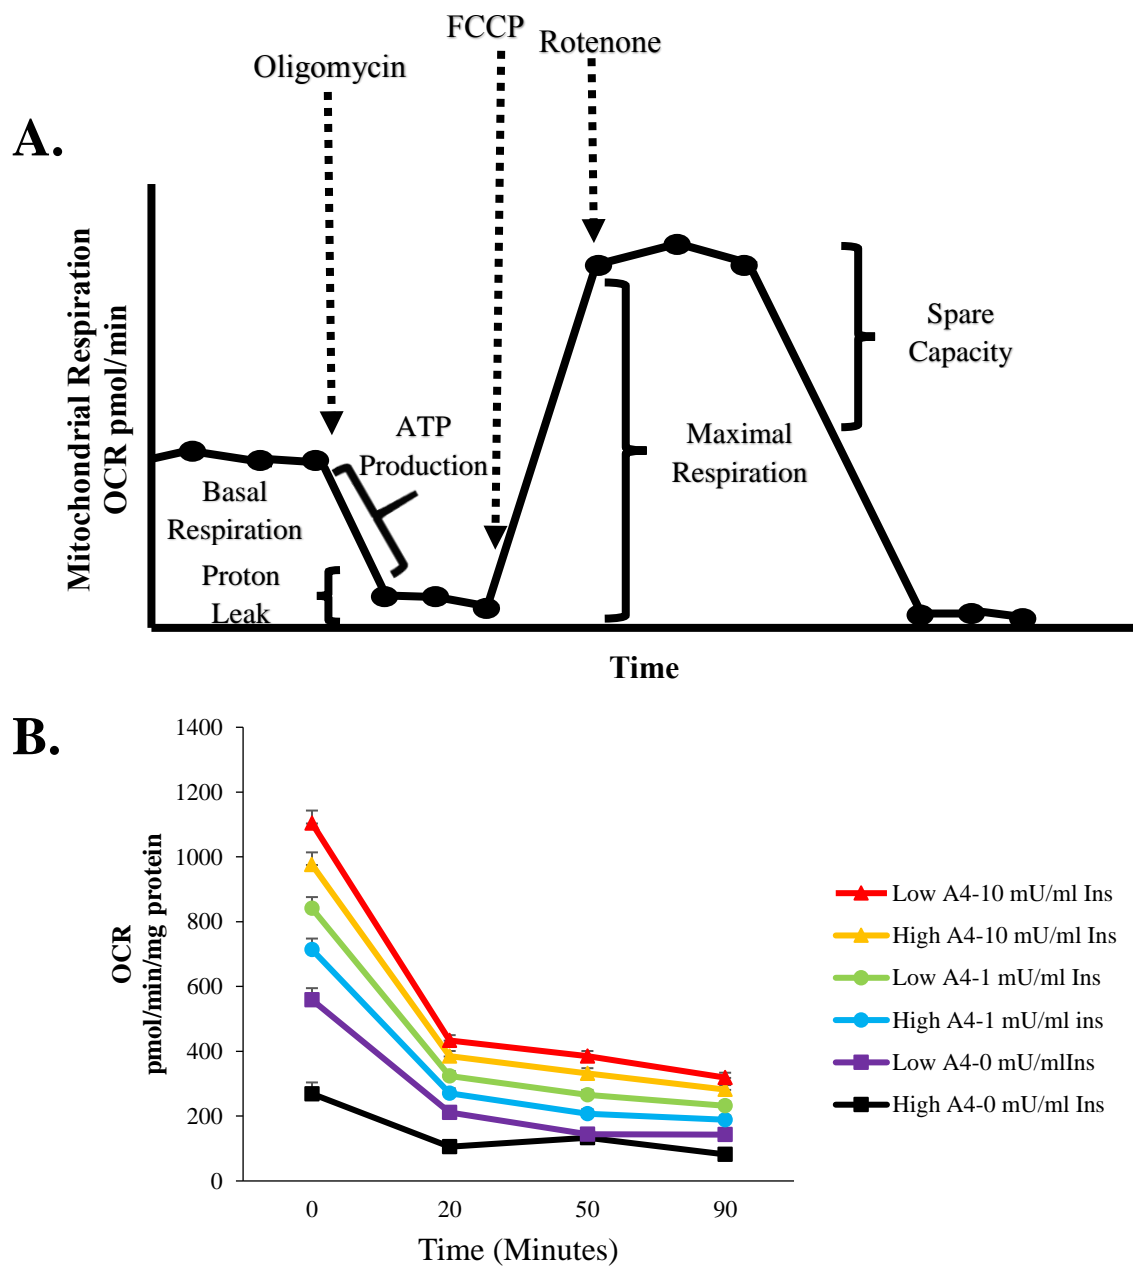 FCCP
Rotenone
Oligomycin
A.
Mitochondrial Respiration
OCR pmol/min
ATP
Production
Basal
Respiration
Proton
Leak
Maximal
Respiration
Spare
Capacity
Time
B.
OCR
pmol/min/mg protein
1400
1200
1000
800
600
400
200
0
0
20
50
90
Time (Minutes)
Low A4-10 mU/ml Ins
High A4-10 mU/ml Ins
Low A4-1 mU/ml Ins
High A4-1 mU/ml ins
Low A4-0 mU/mlIns
High A4-0 mU/ml Ins